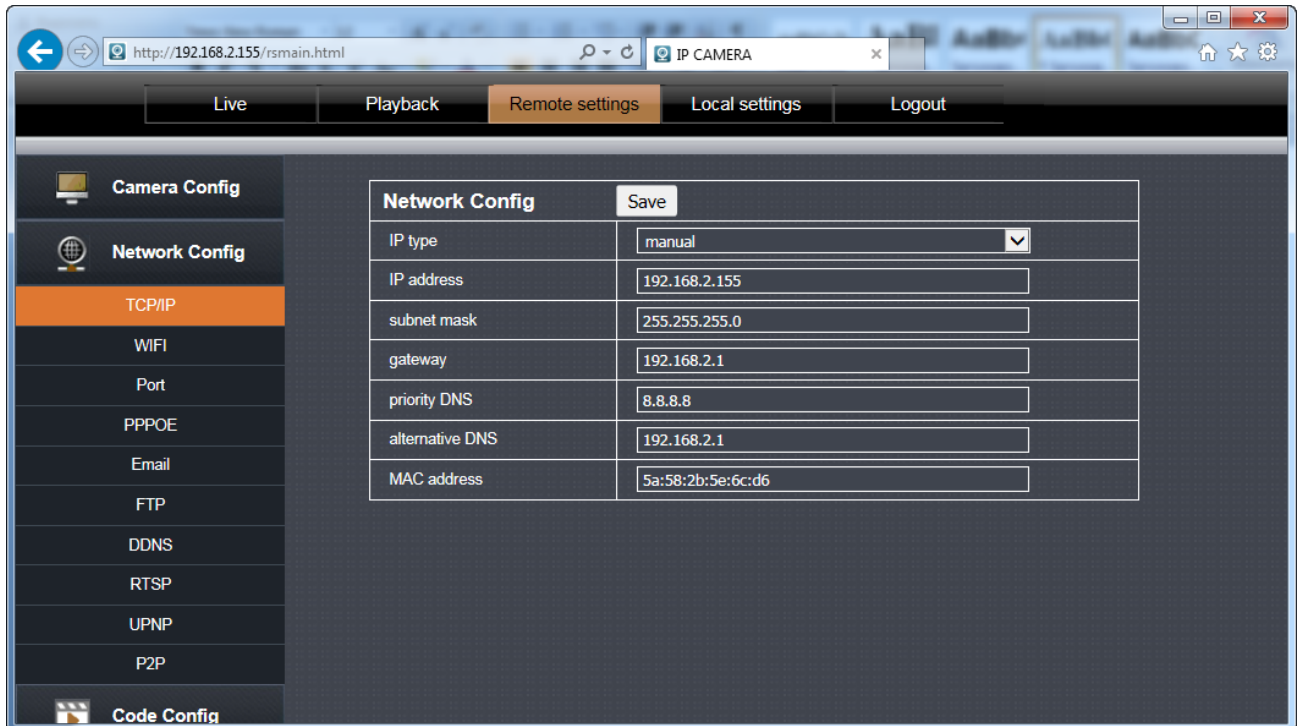 http://192.168.2.155/rsmain.html
IP CAMERA
Live Playback Remote settings Local settings Logout
Camera Config
Network Config
TCP/IP
WIFI
Port
PPPOE
Email
FTP
DDNS
RTSP
UPNP
P2P
Code Config
Network Config Save
IP type manual
IP address 192.168.2.155
subnet mask 255.255.255.0
gateway 192.168.2.1
priority DNS 8.8.8.8
alternative DNS 192.168.2.1
MAC address 5a:58:2b:5e:6c:d6